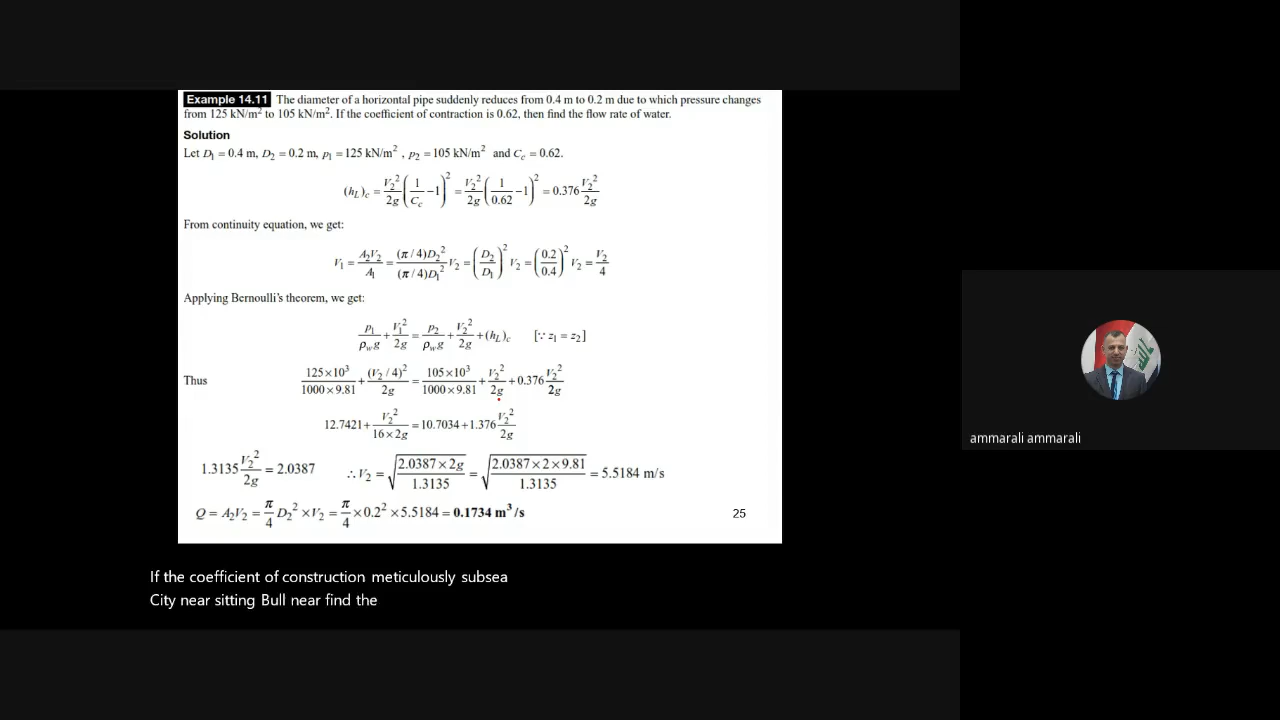 Example 14.11 The diameter of a horizontal pipe suddenly reduces from 0.4 m to 0.2 m due to which pressure changes
from 125 kN/m² to 105 kN/m². If the coefficient of contraction is 0.62, then find the flow rate of water.
Solution
Let D₁ = 0.4 m, D₂ = 0.2 m, p₁ = 125 kN/m² , p₂ = 105 kN/m² and C_c = 0.62.
(h_L)_c = V₂²/2g (1/C_c − 1)² = V₂²/2g (1/0.62 − 1)² = 0.376 V₂²/2g
From continuity equation, we get:
V₁ = A₂V₂/A₁ = (π/4)D₂²/(π/4)D₁² V₂ = (D₂/D₁)² V₂ = (0.2/0.4)² V₂ = V₂/4
Applying Bernoulli's theorem, we get:
p₁/ρ_w g + V₁²/2g = p₂/ρ_w g + V₂²/2g + (h_L)_c [∵ z₁ = z₂]
Thus 125×10³/1000×9.81 + (V₂/4)²/2g = 105×10³/1000×9.81 + V₂²/2g + 0.376 V₂²/2g
12.7421 + V₂²/16×2g = 10.7034 + 1.376 V₂²/2g
1.3135 V₂²/2g = 2.0387 ∴ V₂ = √(2.0387×2g/1.3135) = √(2.0387×2×9.81/1.3135) = 5.5184 m/s
Q = A₂V₂ = π/4 D₂² × V₂ = π/4 × 0.2² × 5.5184 = 0.1734 m³/s
25
ammarali ammarali
If the coefficient of construction meticulously subsea
City near sitting Bull near find the